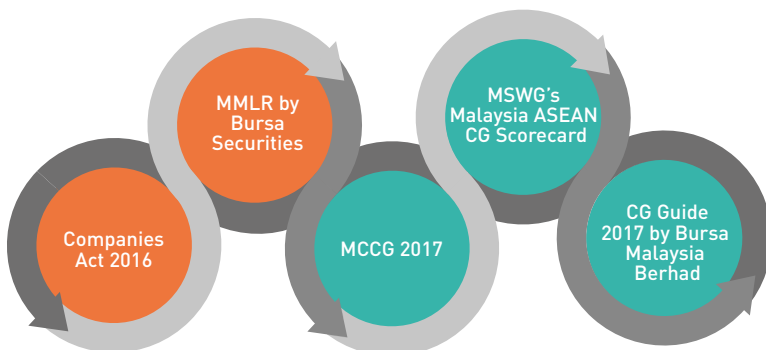 Companies
Act 2016
MMLR by
Bursa
Securities
MCCG 2017
MSWG's
Malaysia ASEAN
CG Scorecard
CG Guide
2017 by Bursa
Malaysia
Berhad